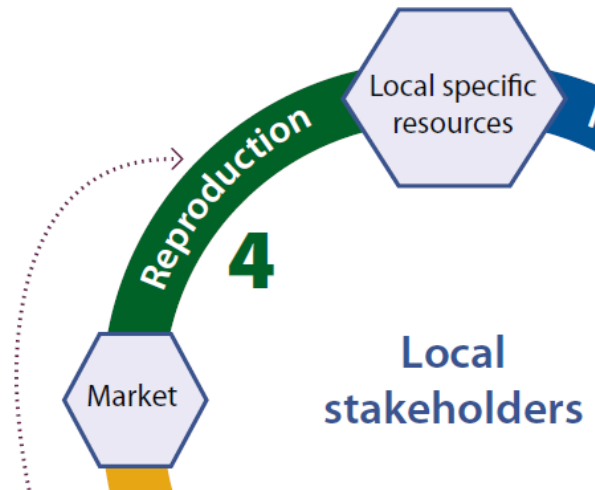 Local specific
resources
Reproduction
4
Local
stakeholders
Market